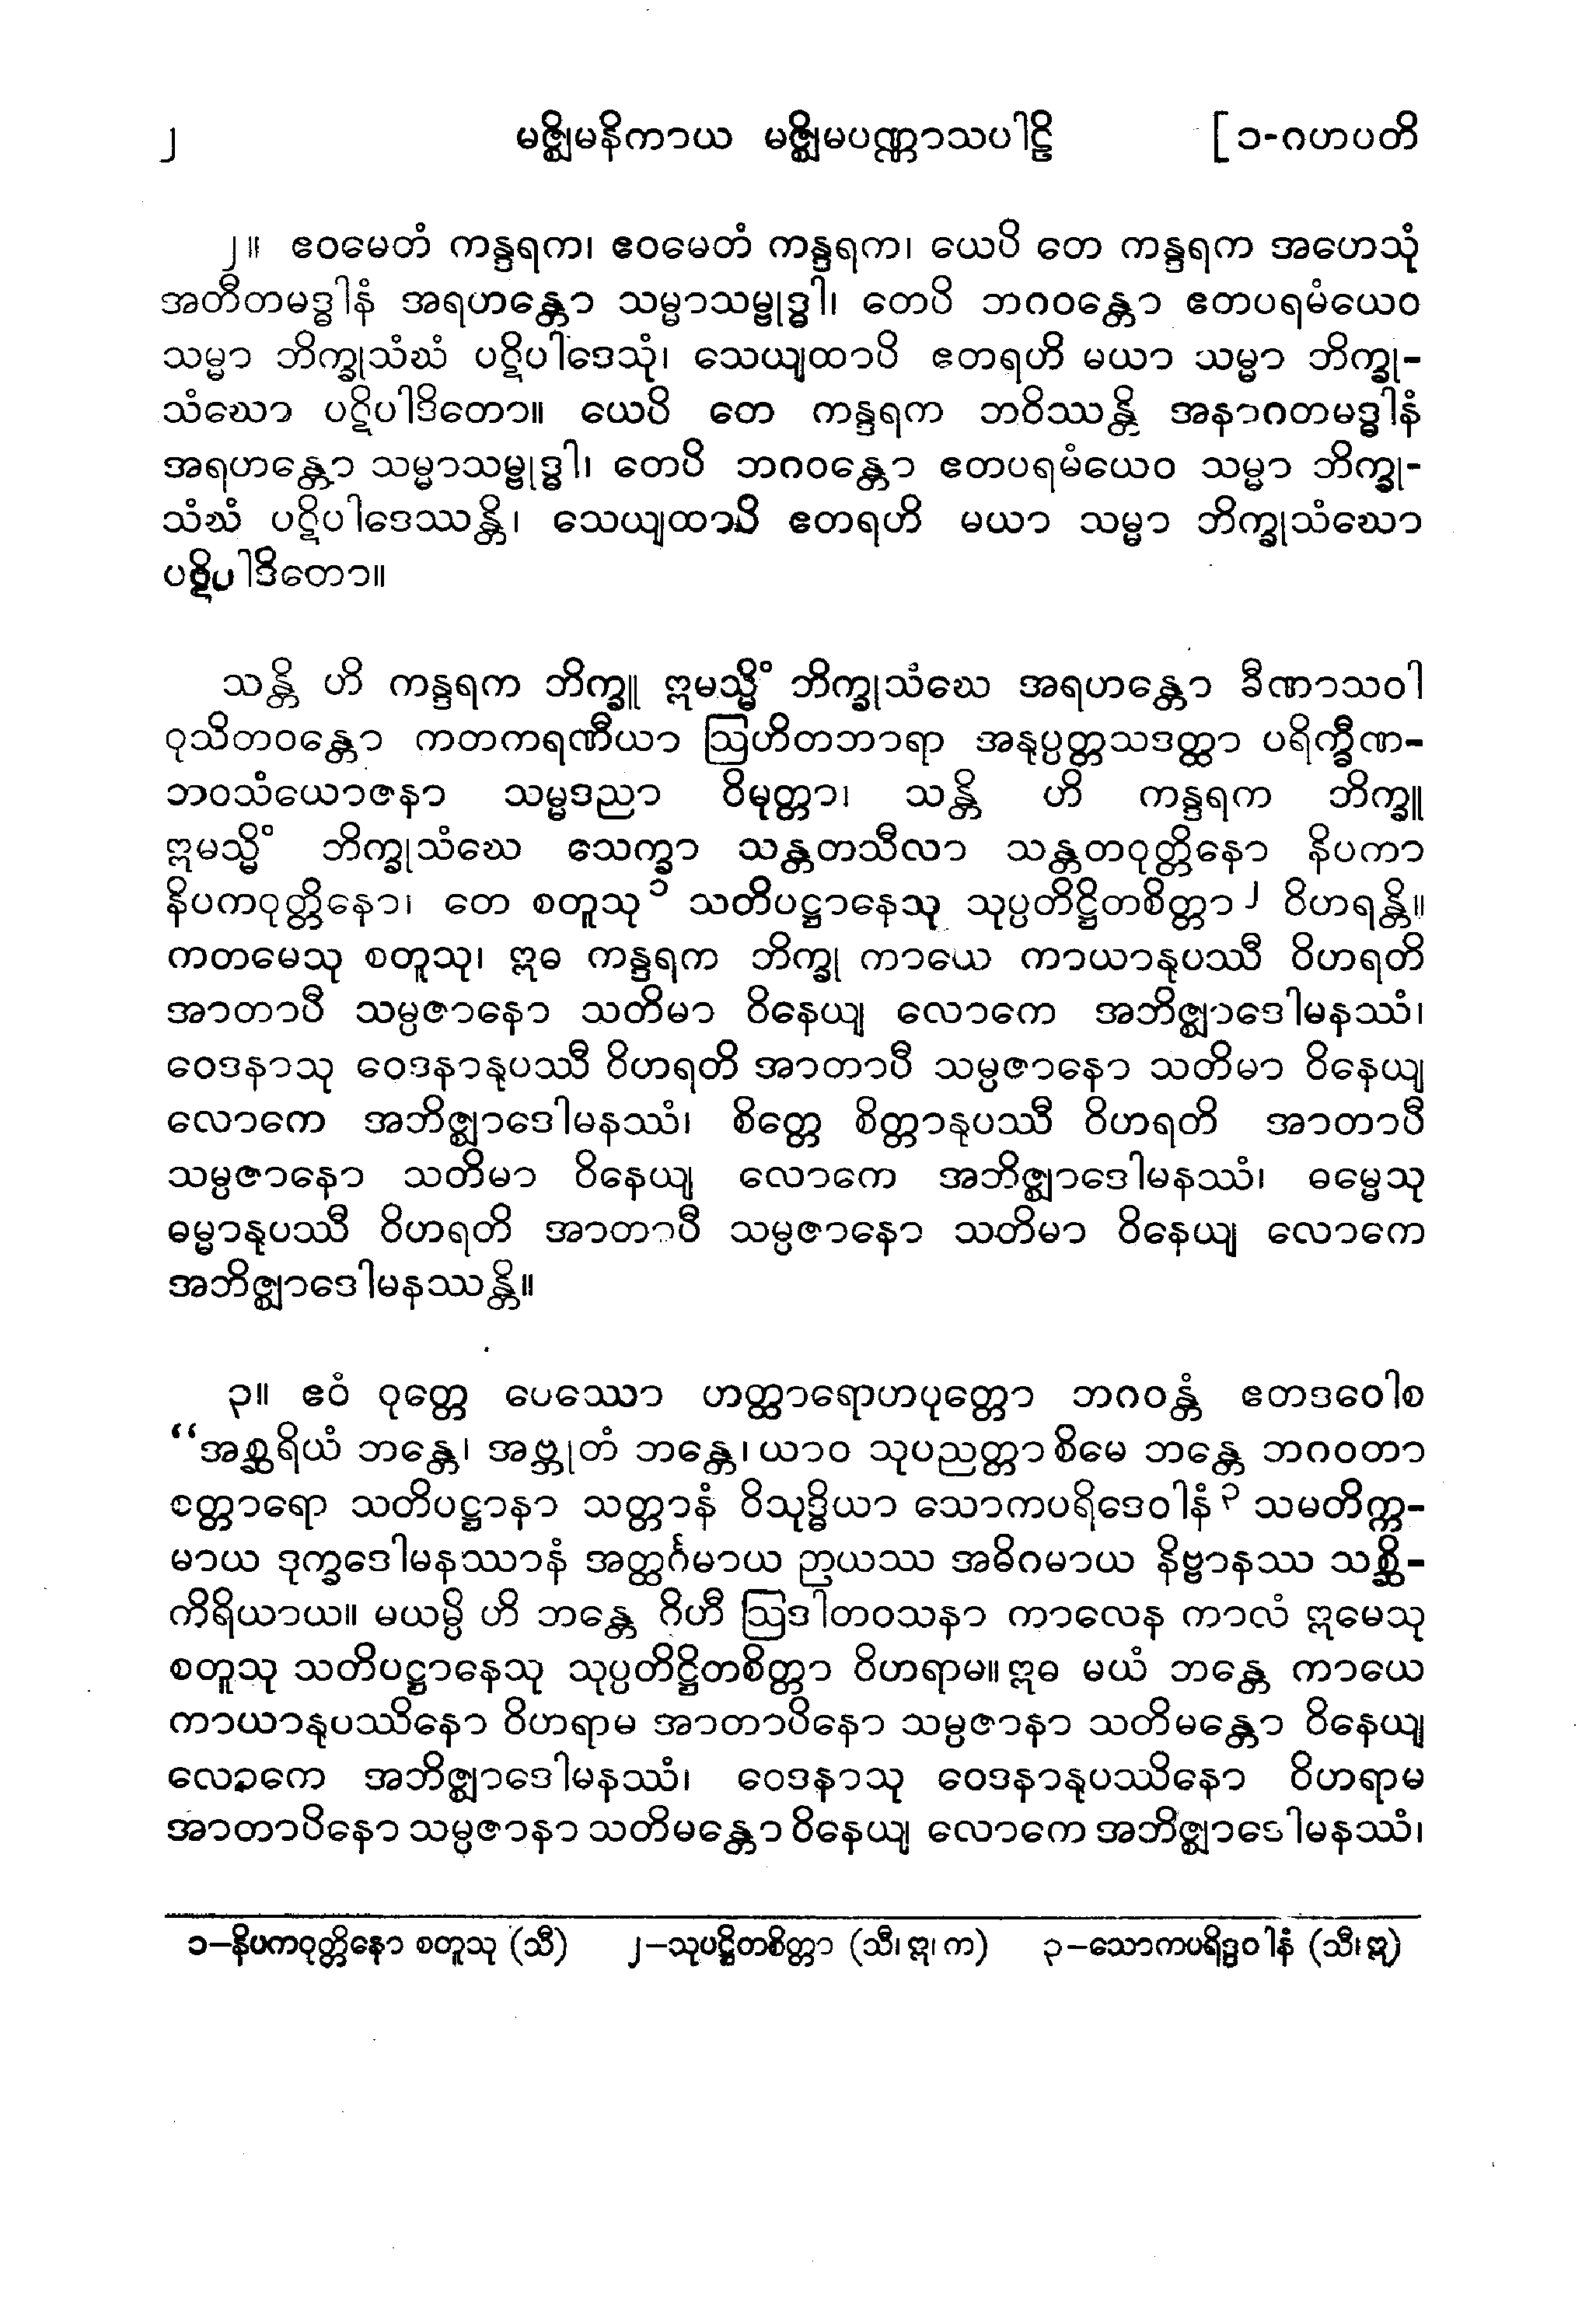 ၂ မဇ္ဈိမနိကာယ မဇ္ဈိမပဏ္ဏာသပါဠိ [ ၁-ဂဟပတိ
၂။ ဧဝမေတံ ကန္ဒရက၊ ဧဝမေတံ ကန္ဒရက၊ ယေပိ တေ ကန္ဒရက အဟေသုံ
အတီတမဒ္ဓါနံ အရဟန္တော သမ္မာသမ္ဗုဒ္ဓါ၊ တေပိ ဘဂဝန္တော ဧတပရမံယေဝ
သမ္မာ ဘိက္ခုသံဃံ ပဋိပါဒေသုံ၊ သေယျထာပိ ဧတရဟိ မယာ သမ္မာ ဘိက္ခု-
သံဃော ပဋိပါဒိတော။ ယေပိ တေ ကန္ဒရက ဘဝိဿန္တိ အနာဂတမဒ္ဓါနံ
အရဟန္တော သမ္မာသမ္ဗုဒ္ဓါ၊ တေပိ ဘဂဝန္တော ဧတပရမံယေဝ သမ္မာ ဘိက္ခု-
သံဃံ ပဋိပါဒေဿန္တိ၊ သေယျထာပိ ဧတရဟိ မယာ သမ္မာ ဘိက္ခုသံဃော
ပဋိပါဒိတော။
သန္တိ ဟိ ကန္ဒရက ဘိက္ခူ ဣမသ္မိံ ဘိက္ခုသံဃေ အရဟန္တော ခီဏာသဝါ
ဝုသိတဝန္တော ကတကရဏီယာ ဩဟိတဘာရာ အနုပ္ပတ္တသဒတ္ထာ ပရိက္ခီဏ-
ဘဝသံယောဇနာ သမ္မဒညာ ဝိမုတ္တာ၊ သန္တိ ဟိ ကန္ဒရက ဘိက္ခူ
ဣမသ္မိံ ဘိက္ခုသံဃေ သေက္ခာ သန္တတသီလာ သန္တတဝုတ္တိနော နိပကာ
နိပကဝုတ္တိနော၊ တေ စတူသု ၁ သတိပဋ္ဌာနေသု သုပ္ပတိဋ္ဌိတစိတ္တာ ၂ ဝိဟရန္တိ။
ကတမေသု စတူသု၊ ဣဓ ကန္ဒရက ဘိက္ခု ကာယေ ကာယာနုပဿီ ဝိဟရတိ
အာတာပီ သမ္ပဇာနော သတိမာ ဝိနေယျ လောကေ အဘိဇ္ဈာဒေါမနဿံ၊
ဝေဒနာသု ဝေဒနာနုပဿီ ဝိဟရတိ အာတာပီ သမ္ပဇာနော သတိမာ ဝိနေယျ
လောကေ အဘိဇ္ဈာဒေါမနဿံ၊ စိတ္တေ စိတ္တာနုပဿီ ဝိဟရတိ အာတာပီ
သမ္ပဇာနော သတိမာ ဝိနေယျ လောကေ အဘိဇ္ဈာဒေါမနဿံ၊ ဓမ္မေသု
ဓမ္မာနုပဿီ ဝိဟရတိ အာတာပီ သမ္ပဇာနော သတိမာ ဝိနေယျ လောကေ
အဘိဇ္ဈာဒေါမနဿန္တိ။
၃။ ဧဝံ ဝုတ္တေ ပေဿော ဟတ္ထာရောဟပုတ္တော ဘဂဝန္တံ ဧတဒဝေါစ
“အစ္ဆရိယံ ဘန္တေ၊ အဗ္ဘုတံ ဘန္တေ၊ ယာဝ သုပညတ္တာ စိမေ ဘန္တေ ဘဂဝတာ
စတ္တာရော သတိပဋ္ဌာနာ သတ္တာနံ ဝိသုဒ္ဓိယာ သောကပရိဒေဝါနံ ၃ သမတိက္က-
မာယ ဒုက္ခဒေါမနဿာနံ အတ္ထင်္ဂမာယ ဉာယဿ အဓိဂမာယ နိဗ္ဗာနဿ သစ္ဆိ-
ကိရိယာယ။ မယမ္ပိ ဟိ ဘန္တေ ဂိဟီ ဩဒါတဝသနာ ကာလေန ကာလံ ဣမေသု
စတူသု သတိပဋ္ဌာနေသု သုပ္ပတိဋ္ဌိတစိတ္တာ ဝိဟရာမ။ ဣဓ မယံ ဘန္တေ ကာယေ
ကာယာနုပဿိနော ဝိဟရာမ အာတာပိနော သမ္ပဇာနာ သတိမန္တော ဝိနေယျ
လောကေ အဘိဇ္ဈာဒေါမနဿံ၊ ဝေဒနာသု ဝေဒနာနုပဿိနော ဝိဟရာမ
အာတာပိနော သမ္ပဇာနာ သတိမန္တော ဝိနေယျ လောကေ အဘိဇ္ဈာဒေါမနဿံ၊
၁–နိပကဝုတ္တိနော စတူသု (သီ) ၂–သုပဋ္ဌိတစိတ္တာ (သီ၊ ဣ၊ က) ၃–သောကပရိဒ္ဒဝါနံ (သီ၊ ဣ)